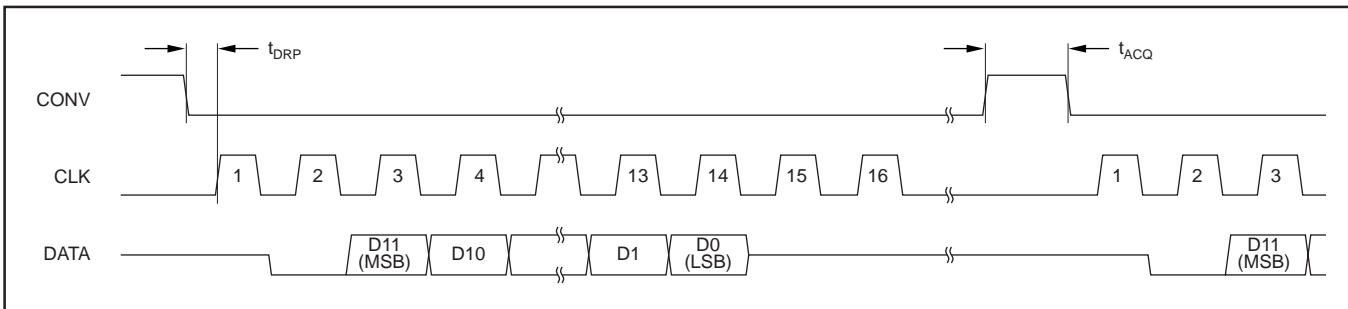 tDRP
tACQ
CONV
CLK
1
2
3
4
13
14
15
16
1
2
3
DATA
D11
(MSB)
D10
D1
D0
(LSB)
D11
(MSB)